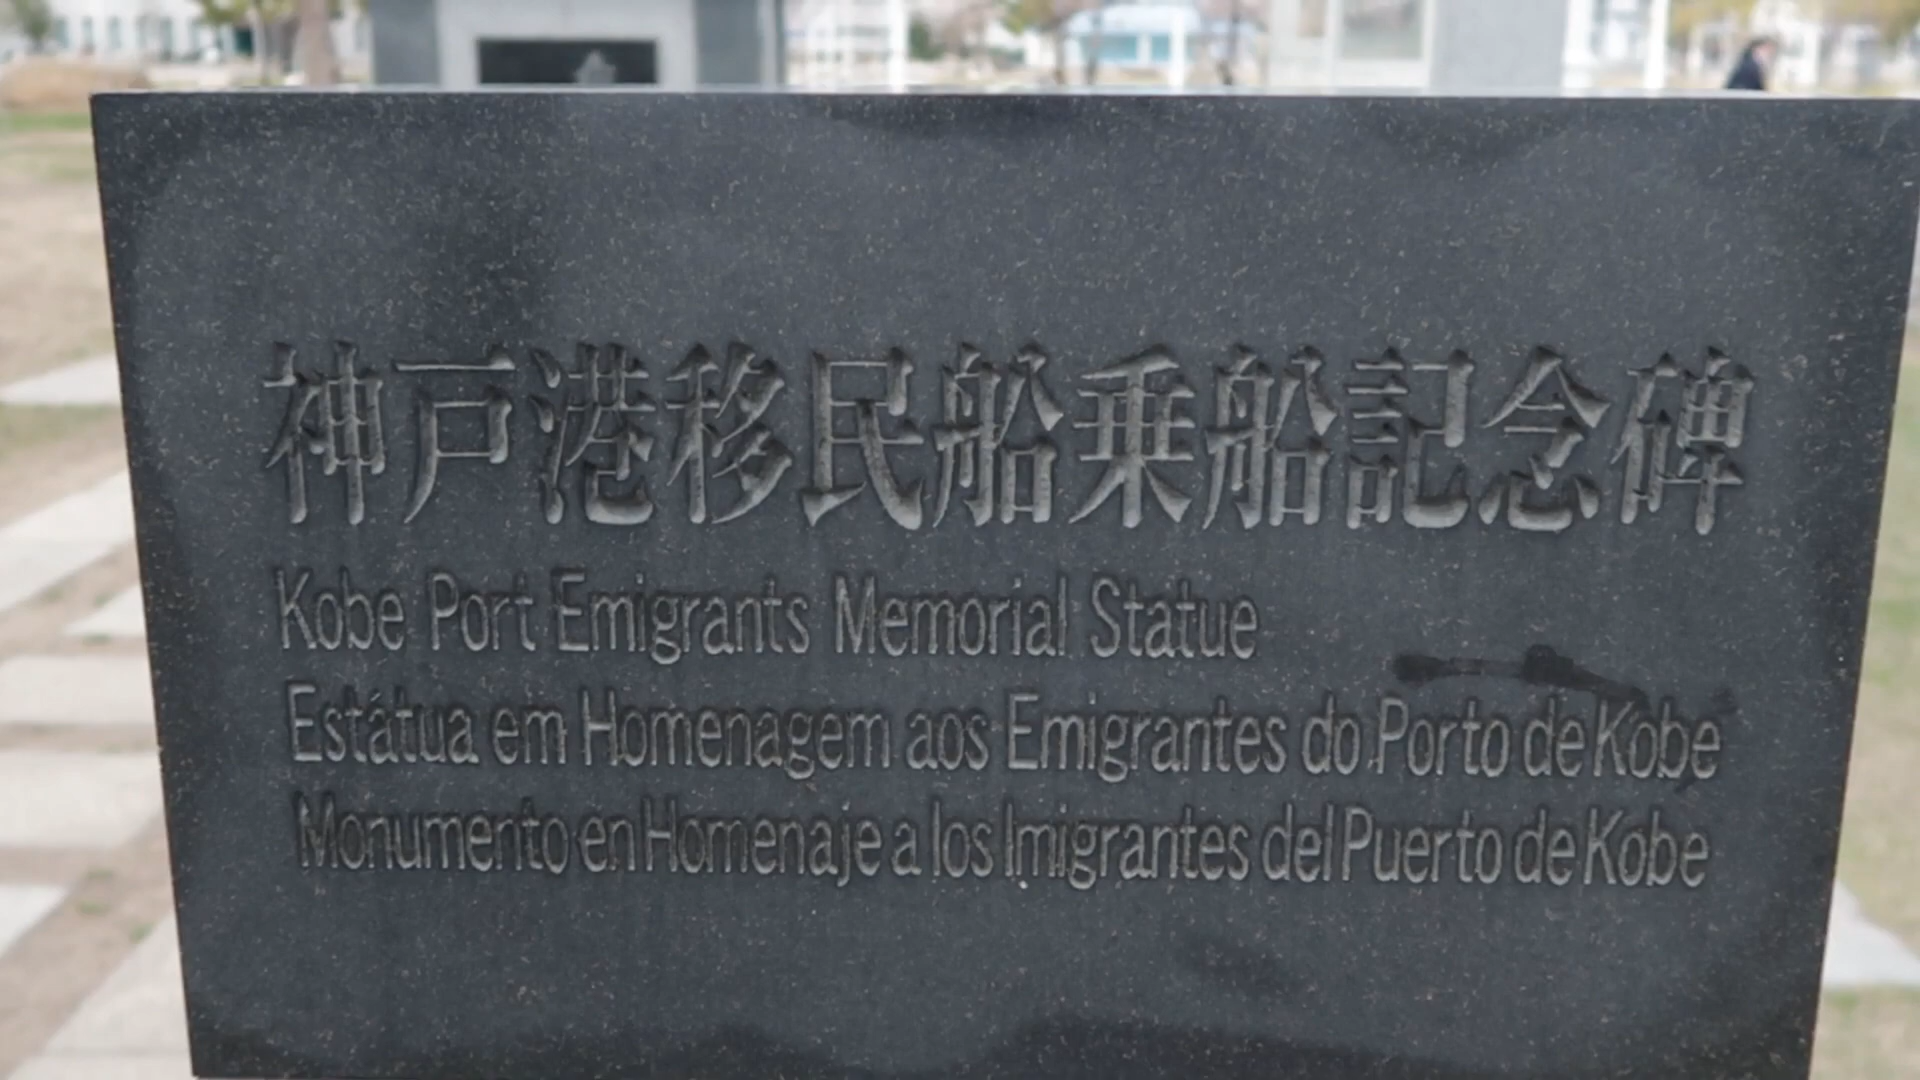 神戸港移民船乗船記念碑
Kobe Port Emigrants Memorial Statue
Estátua em Homenagem aos Emigrantes do Porto de Kobe
Monumento en Homenaje a los Imigrantes del Puerto de Kobe